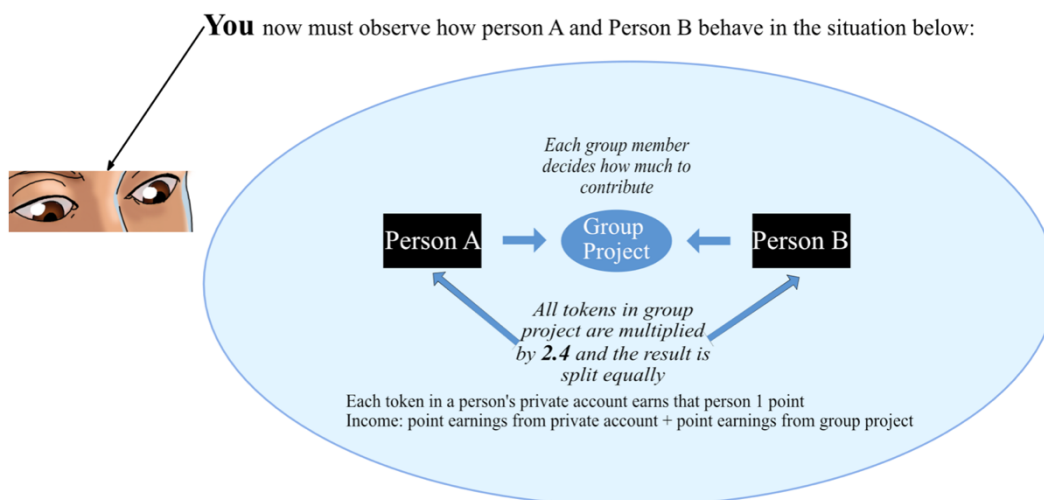 You now must observe how person A and Person B behave in the situation below:
Each group member
decides how much to
contribute
Person A
Group
Project
Person B
All tokens in group
project are multiplied
by 2.4 and the result is
split equally
Each token in a person's private account earns that person 1 point
Income: point earnings from private account + point earnings from group project